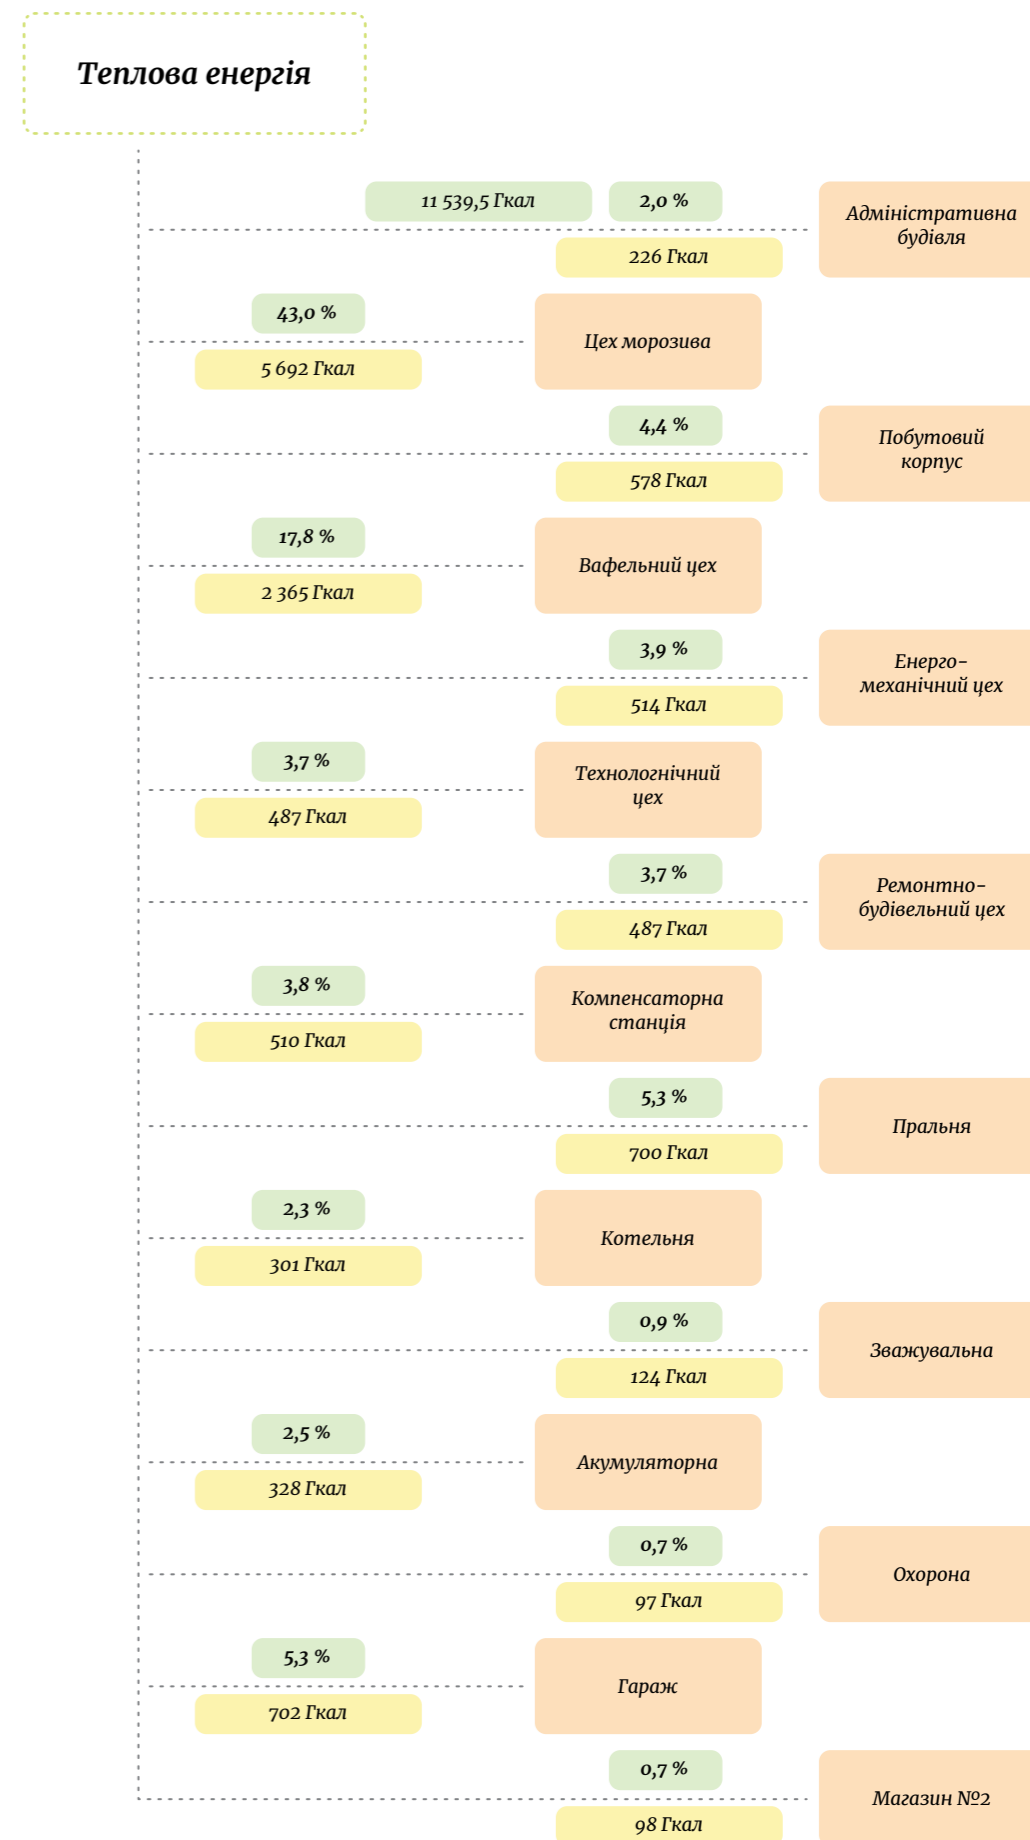 Теплова енергія
11 539,5 Гкал
2,0 %
Адміністративна
будівля
226 Гкал
43,0 %
Цех морозива
5 692 Гкал
4,4 %
Побутовий
корпус
578 Гкал
17,8 %
Вафельний цех
2 365 Гкал
3,9 %
Енерго-
механічний цех
514 Гкал
3,7 %
Технологнічний
цех
487 Гкал
3,7 %
Ремонтно-
будівельний цех
487 Гкал
3,8 %
Компенсаторна
станція
510 Гкал
5,3 %
Пральня
700 Гкал
2,3 %
Котельня
301 Гкал
0,9 %
Зважувальна
124 Гкал
2,5 %
Акумуляторна
328 Гкал
0,7 %
Охорона
97 Гкал
5,3 %
Гараж
702 Гкал
0,7 %
Магазин №2
98 Гкал